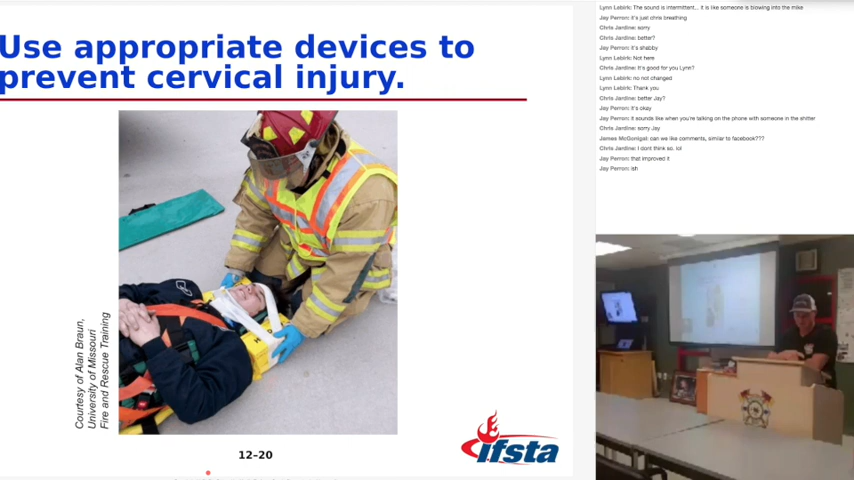 Use appropriate devices to
prevent cervical injury.
Courtesy of Alan Braun,
University of Missouri
Fire and Rescue Training
12–20
ifsta
Lynn Labiris: The sound is intermittent... it is like someone is blowing into the mike
Jay Perron: it's just chris breathing
Chris Jardine: sorry
Chris Jardine: better?
Jay Perron: it's shabby
Lynn Labiris: Not here
Chris Jardine: it's good for you Lynn?
Lynn Labiris: no not changed
Lynn Labiris: Thank you
Chris Jardine: better Jay?
Jay Perron: it's okay
Jay Perron: it sounds like when you're talking on the phone with someone in the shitter
Chris Jardine: sorry Jay
James McGonigal: can we like comments, similar to facebook???
Chris Jardine: I dont think so. lol
Jay Perron: that improved it
Jay Perron: ish